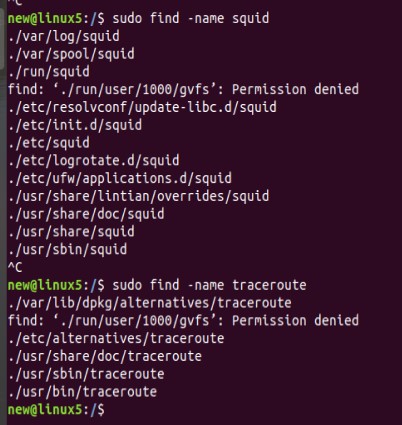 ^C
new@linux5:/$ sudo find -name squid
./var/log/squid
./var/spool/squid
./run/squid
find: ‘./run/user/1000/gvfs’: Permission denied
./etc/resolvconf/update-libc.d/squid
./etc/init.d/squid
./etc/squid
./etc/logrotate.d/squid
./etc/ufw/applications.d/squid
./usr/share/lintian/overrides/squid
./usr/share/doc/squid
./usr/share/squid
./usr/sbin/squid
^C
new@linux5:/$ sudo find -name traceroute
./var/lib/dpkg/alternatives/traceroute
find: ‘./run/user/1000/gvfs’: Permission denied
./etc/alternatives/traceroute
./usr/share/doc/traceroute
./usr/sbin/traceroute
./usr/bin/traceroute
new@linux5:/$